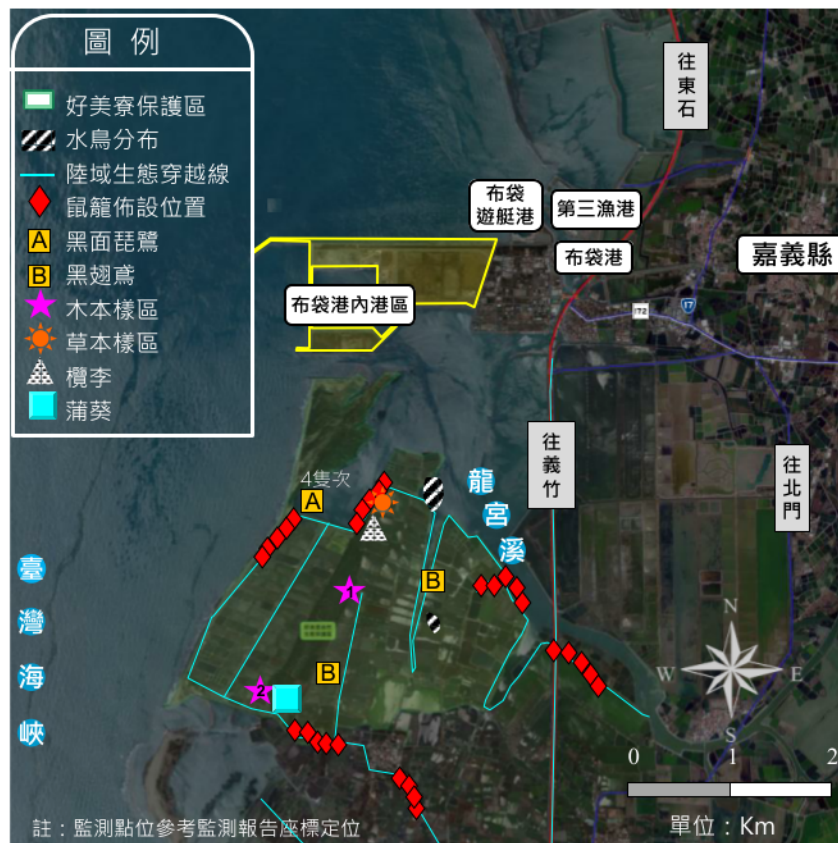 圖 例
好美寮保護區
水鳥分布
陸域生態穿越線
鼠籠佈設位置
A
黑面琵鷺
B
黑翅鳶
木本樣區
草本樣區
欖李
蒲葵
往東石
布袋
遊艇港
第三漁港
布袋港
嘉義縣
布袋港內港區
172
17
往義竹
往北門
4隻次
A
龍宮溪
B
1
B
2
臺灣海峽
N
W
E
S
0
1
2
單位：Km
註：監測點位參考監測報告座標定位